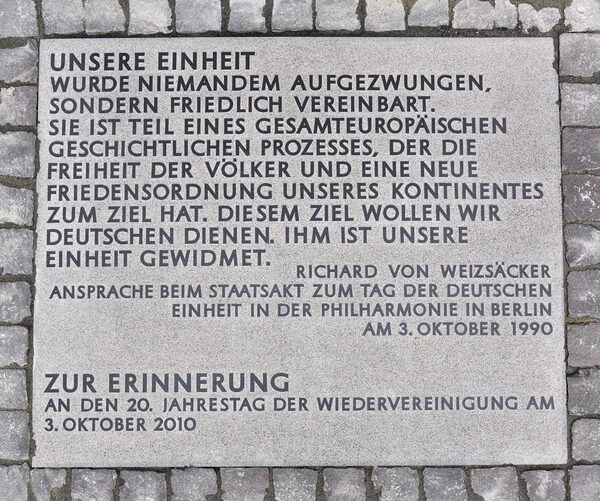 UNSERE EINHEIT
WURDE NIEMANDEM AUFGEZWUNGEN,
SONDERN FRIEDLICH VEREINBART.
SIE IST TEIL EINES GESAMTEUROPÄISCHEN
GESCHICHTLICHEN PROZESSES, DER DIE
FREIHEIT DER VÖLKER UND EINE NEUE
FRIEDENSORDNUNG UNSERES KONTINENTES
ZUM ZIEL HAT. DIESEM ZIEL WOLLEN WIR
DEUTSCHEN DIENEN. IHM IST UNSERE
EINHEIT GEWIDMET.
RICHARD VON WEIZSÄCKER
ANSPRACHE BEIM STAATSAKT ZUM TAG DER DEUTSCHEN
EINHEIT IN DER PHILHARMONIE IN BERLIN
AM 3. OKTOBER 1990
ZUR ERINNERUNG
AN DEN 20. JAHRESTAG DER WIEDERVEREINIGUNG AM
3. OKTOBER 2010